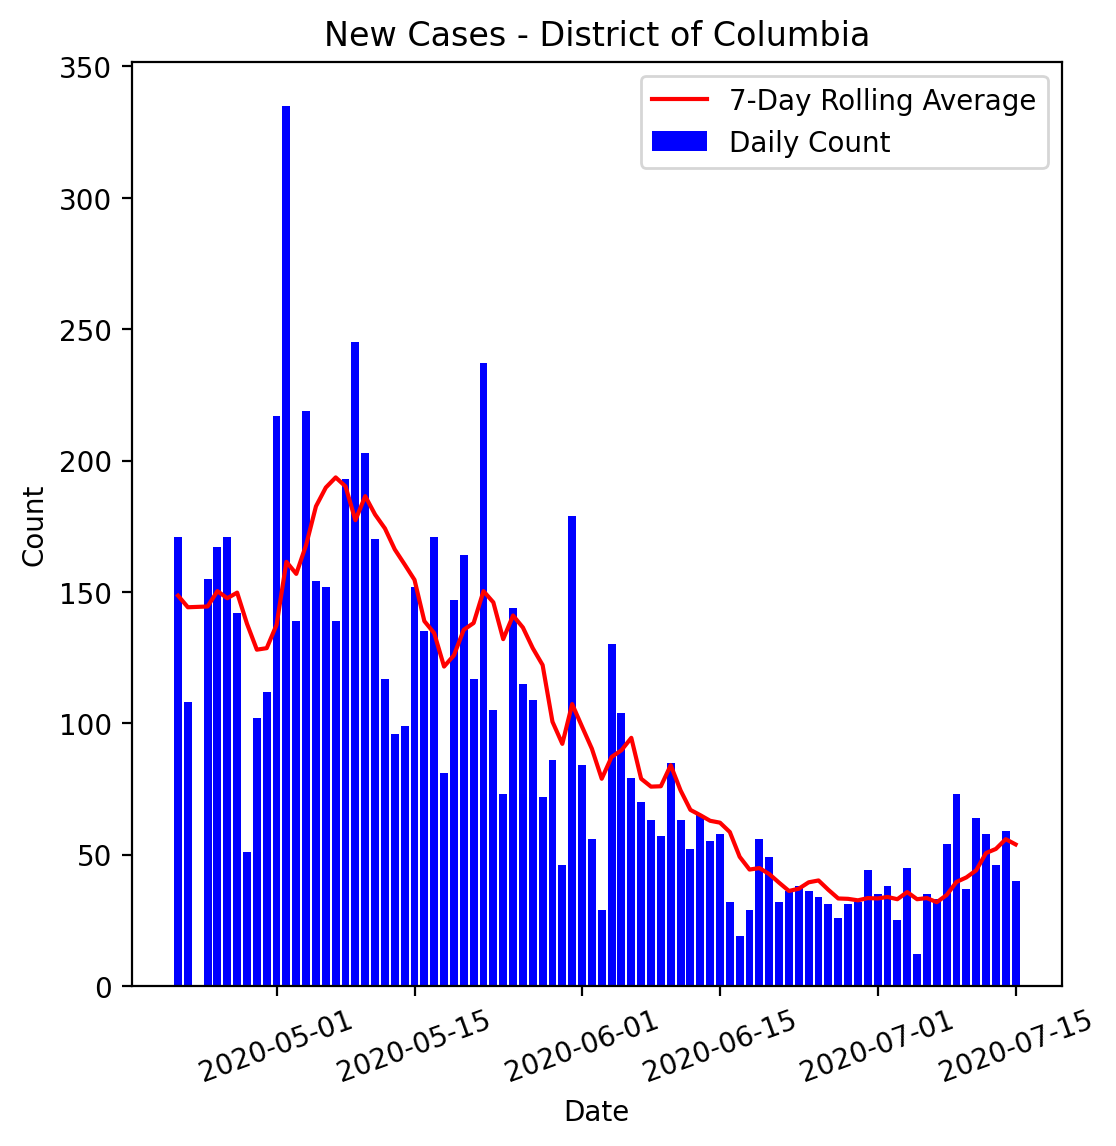 New Cases - District of Columbia
350
300
250
200
150
100
50
0
Count
7-Day Rolling Average
Daily Count
2020-05-01
2020-05-15
2020-06-01
2020-06-15
2020-07-01
2020-07-15
Date